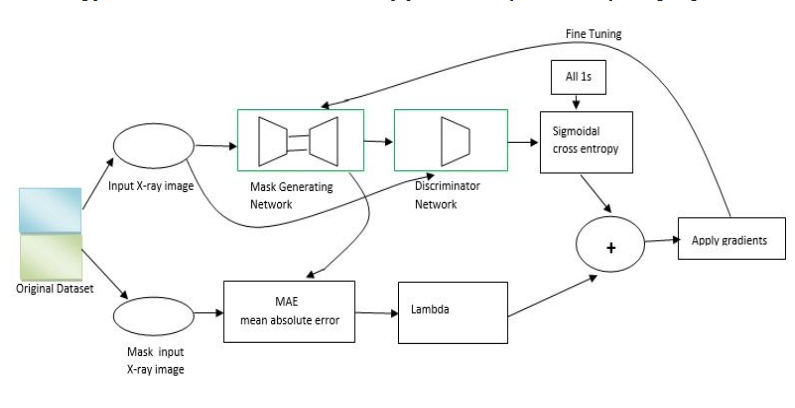 Fine Tuning
All 1s
Sigmoidal
cross entropy
Input X-ray image
Mask Generating
Network
Discriminator
Network
+
Apply gradients
Original Dataset
MAE
mean absolute error
Lambda
Mask input
X-ray image